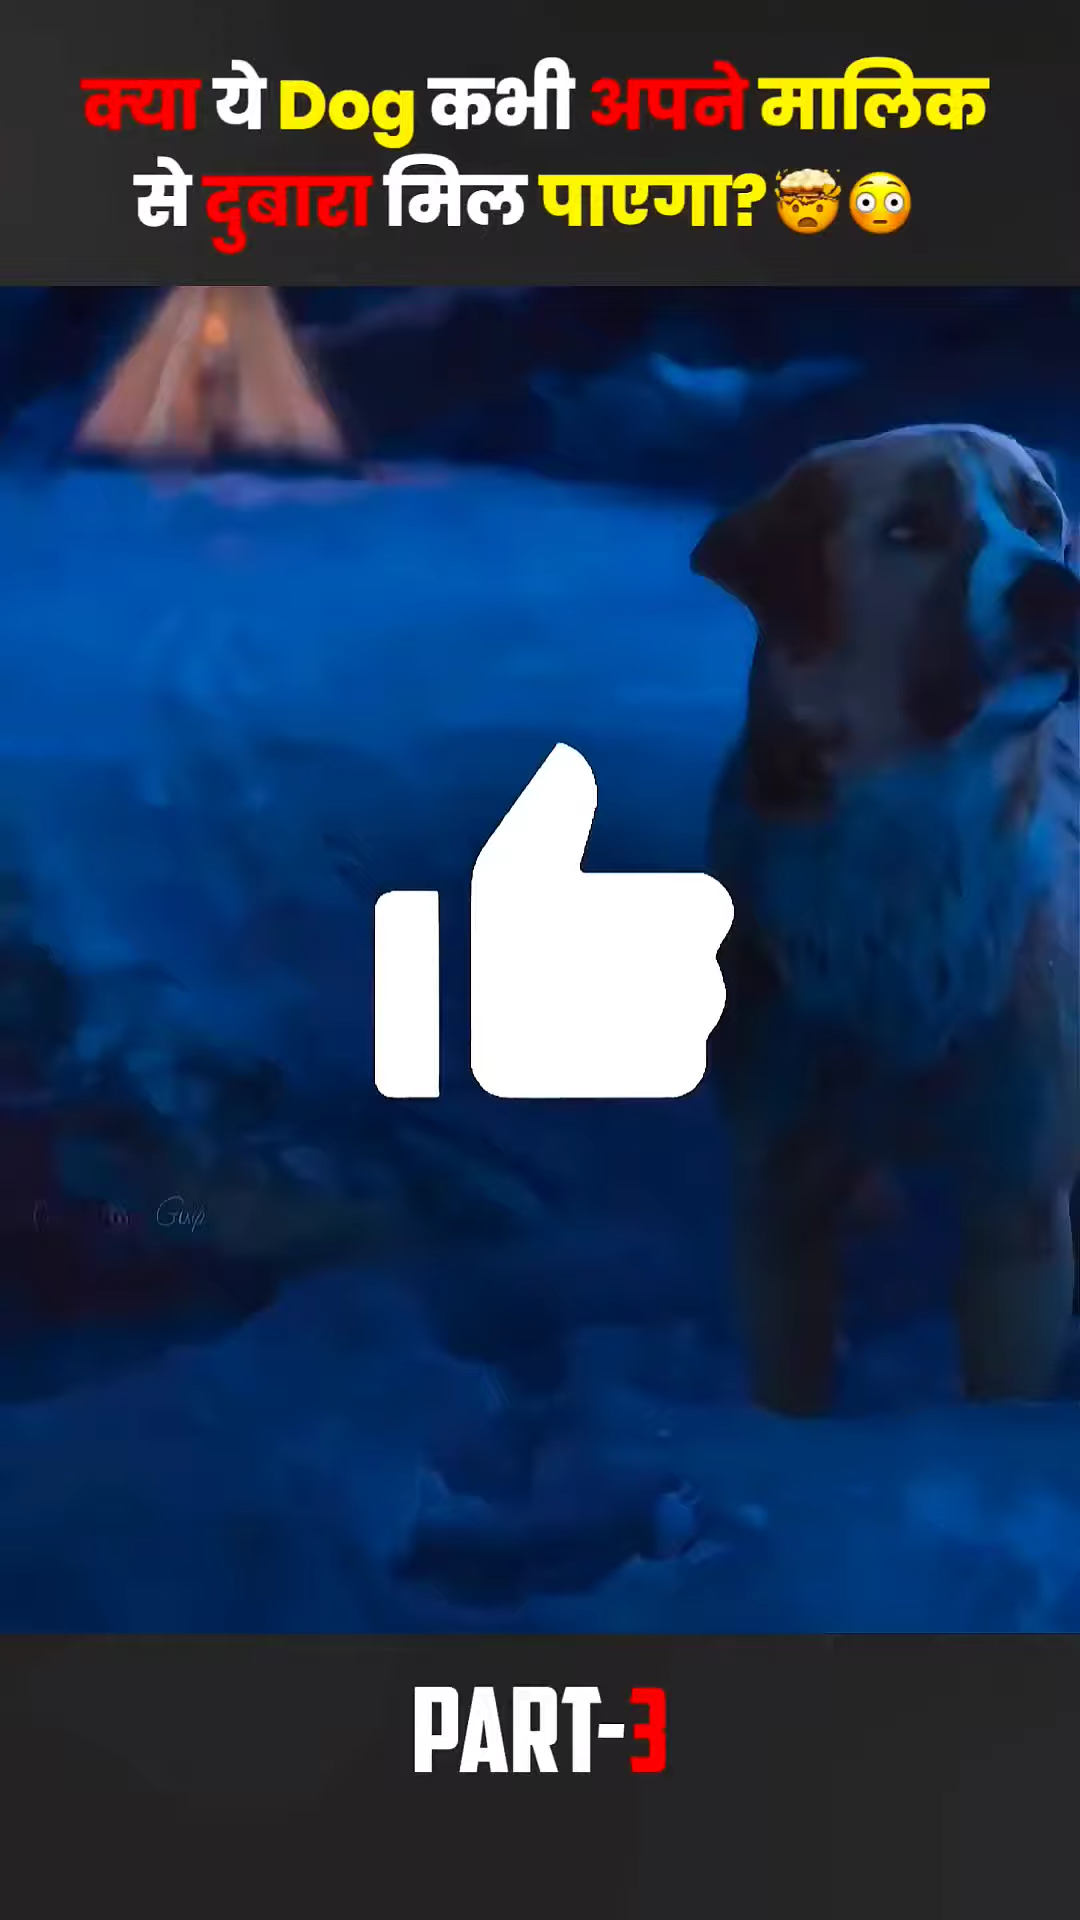 क्या ये Dog कभी अपने मालिक
से दुबारा मिल पाएगा?🤯😳
PART-3